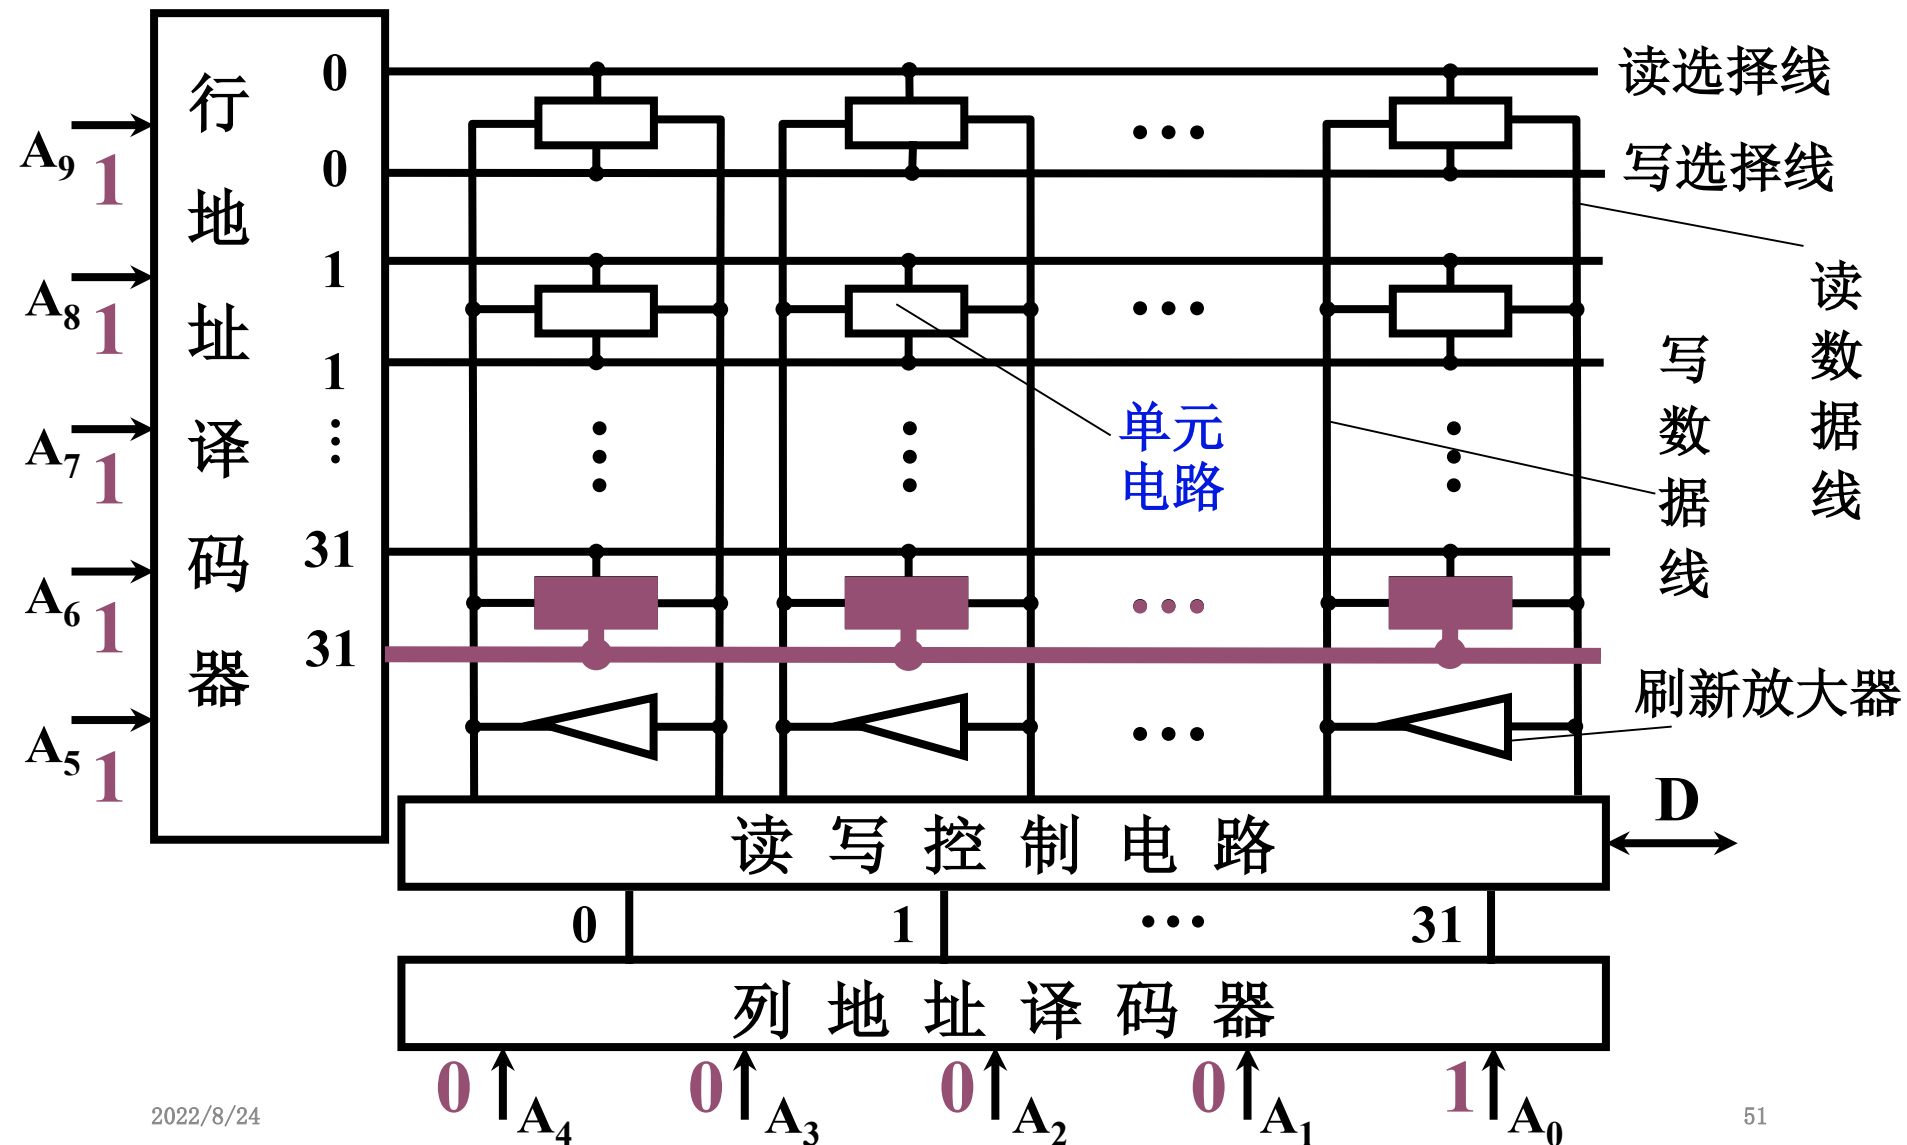 行地址译码器
0
0
1
1
⋮
31
31
A9 1
A8 1
A7 1
A6 1
A5 1
读选择线
写选择线
读数据线
写数据线
单元
电路
刷新放大器
D
读写控制电路
0 1 … 31
列地址译码器
0 A4 0 A3 0 A2 0 A1 1 A0
2022/8/24
51